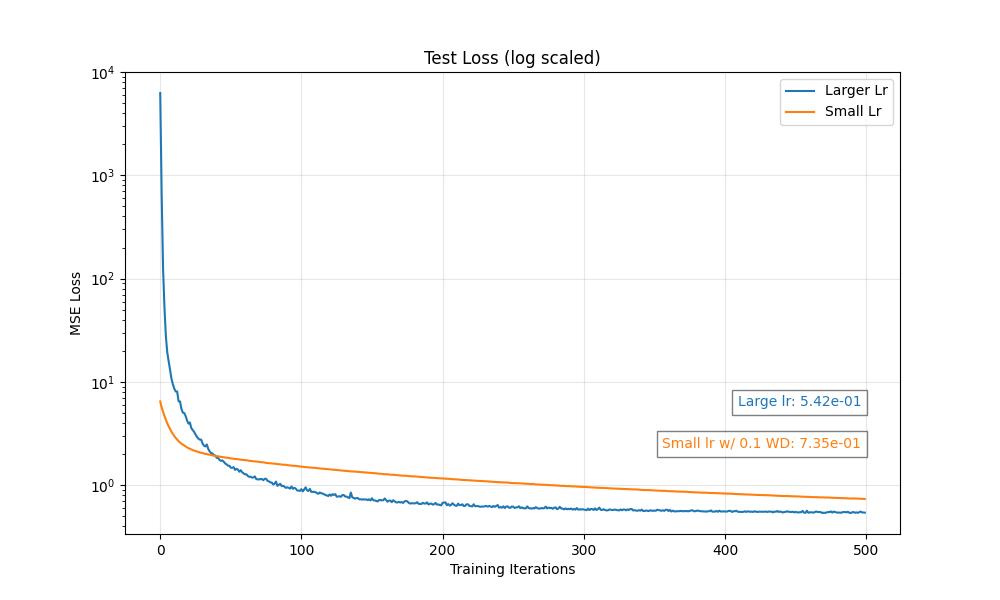 Test Loss (log scaled)
Larger Lr
Small Lr
10^4
10^3
10^2
10^1
10^0
MSE Loss
Large lr: 5.42e-01
Small lr w/ 0.1 WD: 7.35e-01
0 100 200 300 400 500
Training Iterations